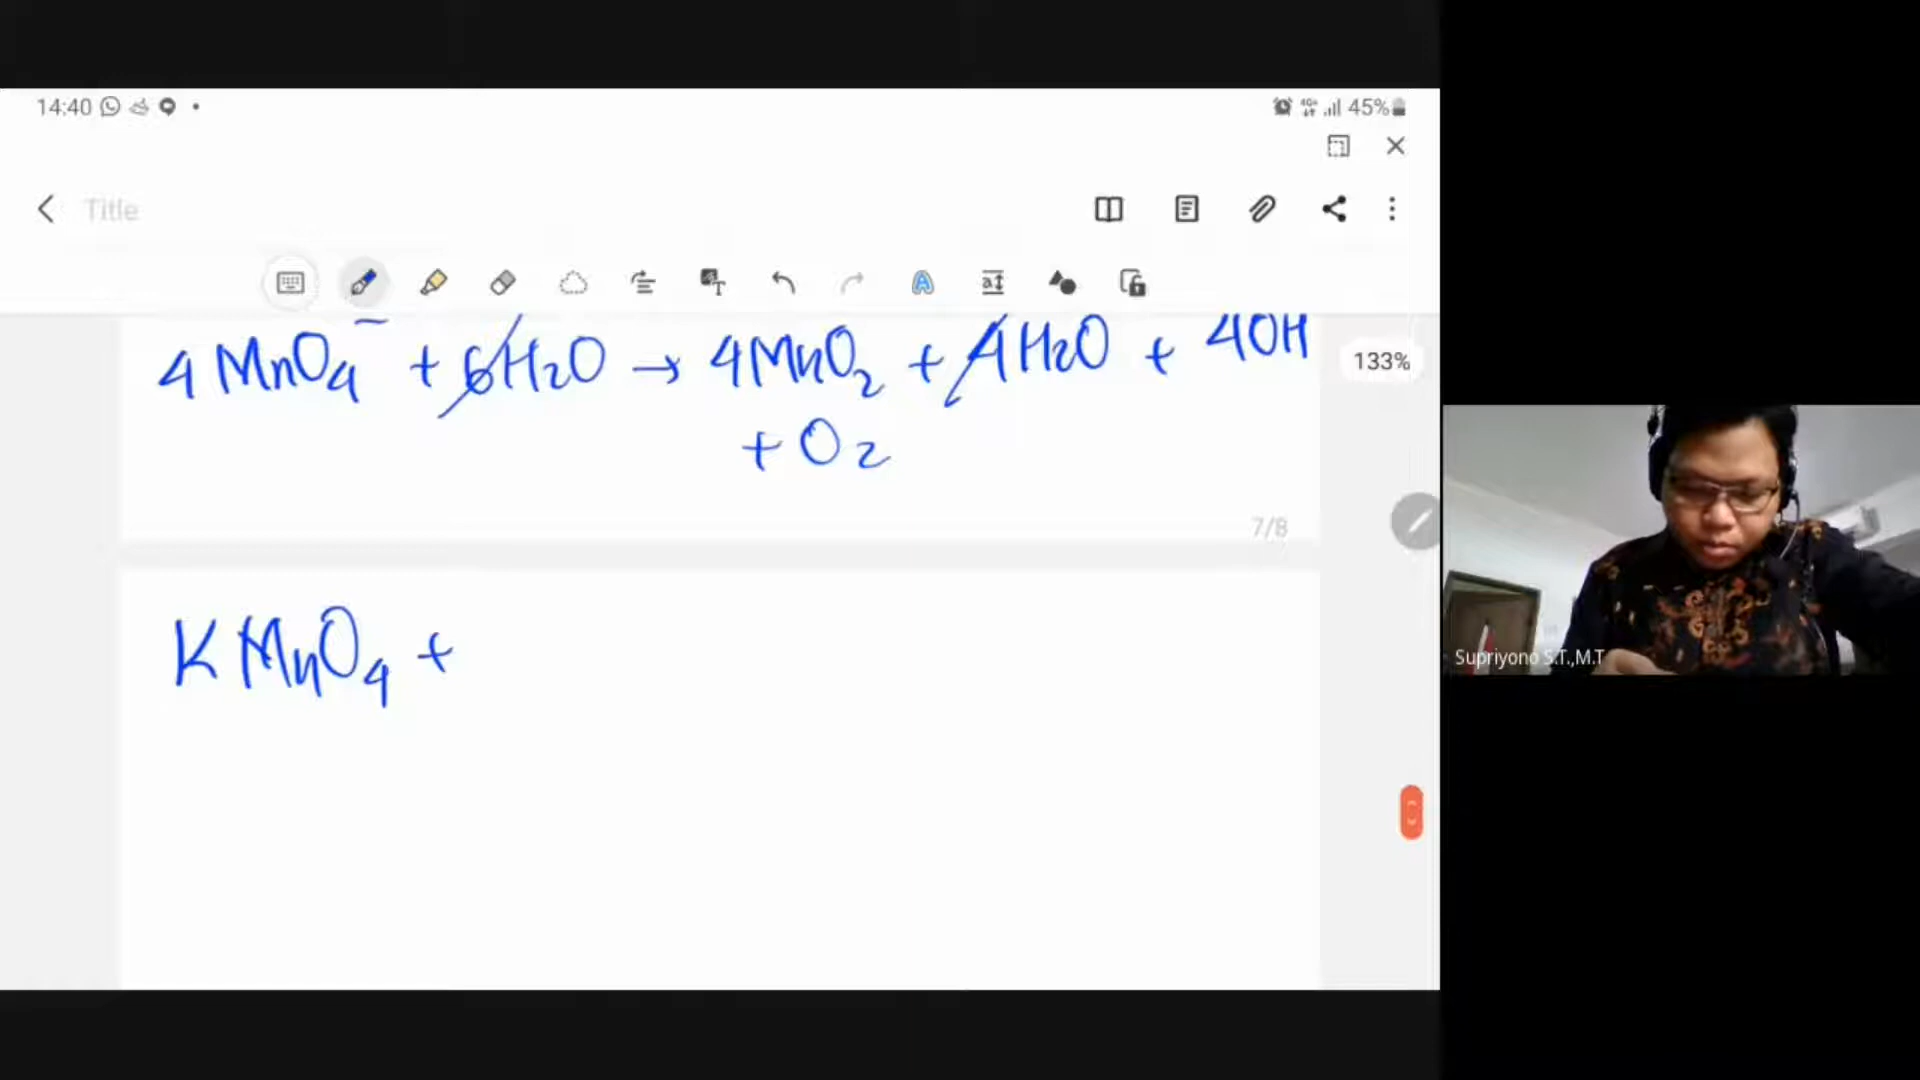 14:40 45%
Title
4 MnO₄⁻ + 6H₂O → 4MnO₂ + 4H₂O + 4OH
+ O₂
133%
7/8
KMnO₄ +
Supriyono S.T.,M.T